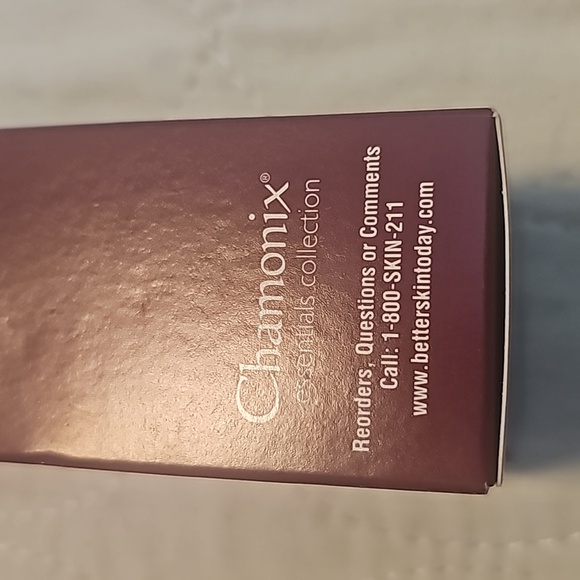 Chamonix®
essentials collection
Reorders, Questions or Comments
Call: 1-800-SKIN-211
www.betterskintoday.com